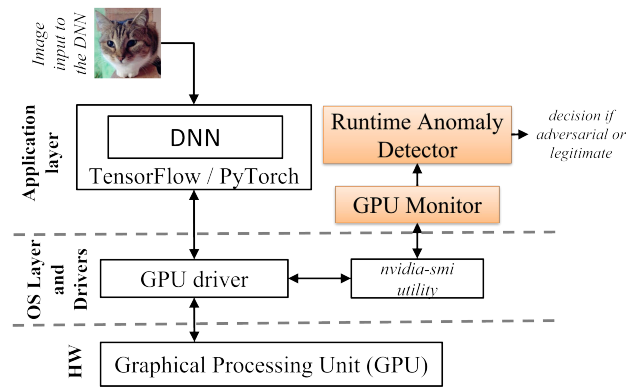 Image
input to
the DNN
Application
layer
DNN
TensorFlow / PyTorch
Runtime Anomaly
Detector
decision if
adversarial or
legitimate
GPU Monitor
OS Layer
and
Drivers
GPU driver
nvidia-smi
utility
HW
Graphical Processing Unit (GPU)